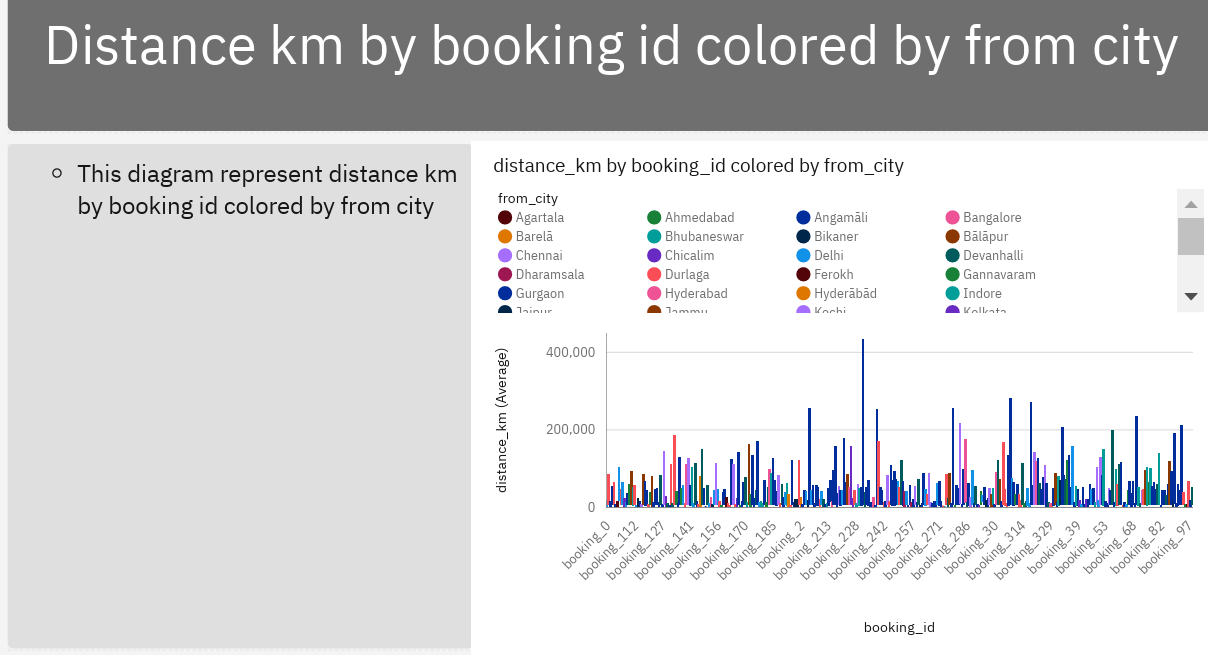 Distance km by booking id colored by from city
This diagram represent distance km
by booking id colored by from city
distance_km by booking_id colored by from_city
from_city
Agartala Ahmedabad Angamāli Bangalore
Barelā Bhubaneswar Bikaner Bālāpur
Chennai Chicalim Delhi Devanhalli
Dharamsala Durlaga Ferokh Gannavaram
Gurgaon Hyderabad Hyderābād Indore
Jaipur Jammu Kochi Kolkata
distance_km (Average)
400,000
200,000
0
booking_0 booking_112 booking_127 booking_141 booking_156 booking_170 booking_185 booking_2 booking_213 booking_228 booking_242 booking_257 booking_271 booking_286 booking_30 booking_314 booking_329 booking_39 booking_53 booking_68 booking_82 booking_97
booking_id